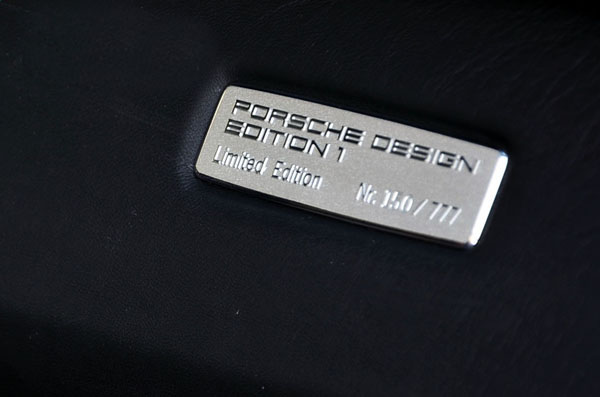 PORSCHE DESIGN
EDITION 1
Limited Edition
Nr. 150 / 777